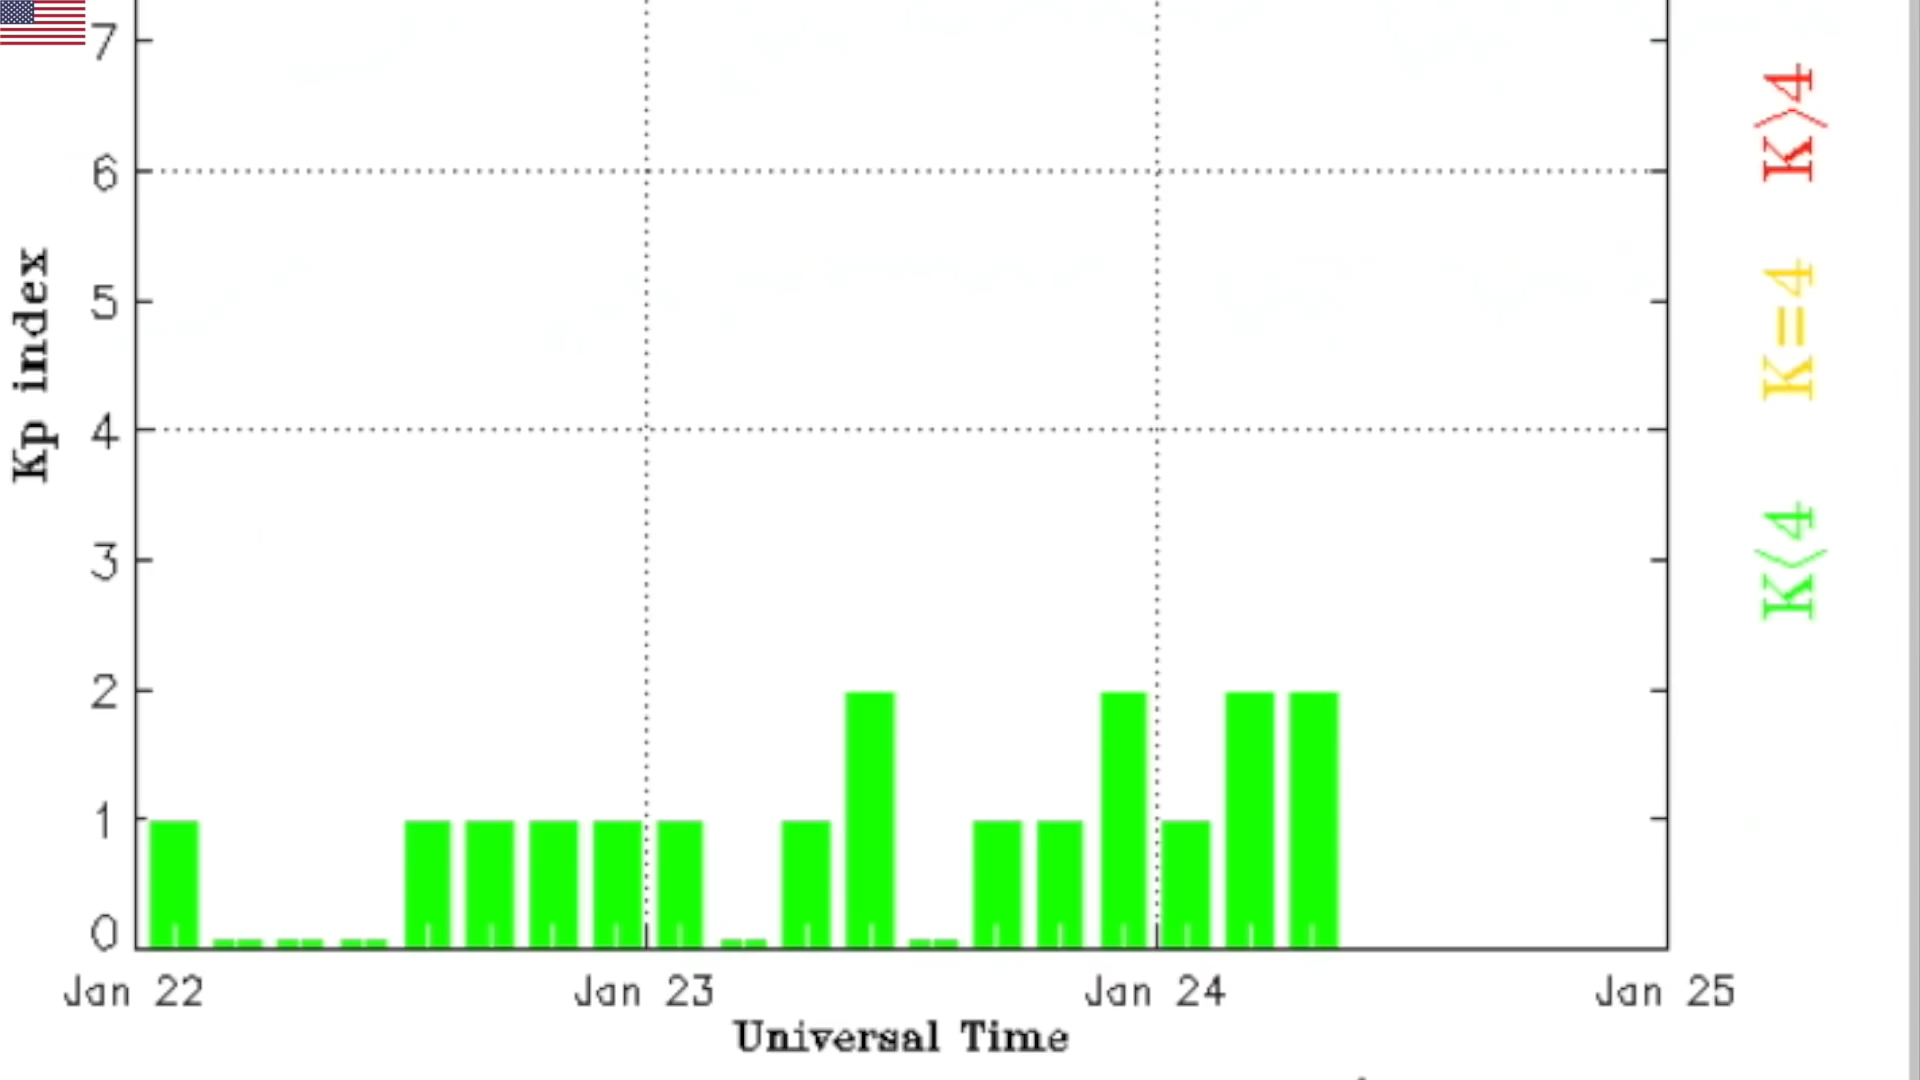 7
6
5
4
3
2
1
0
Kp index
Jan 22
Jan 23
Jan 24
Jan 25
Universal Time
K>4
K=4
K<4